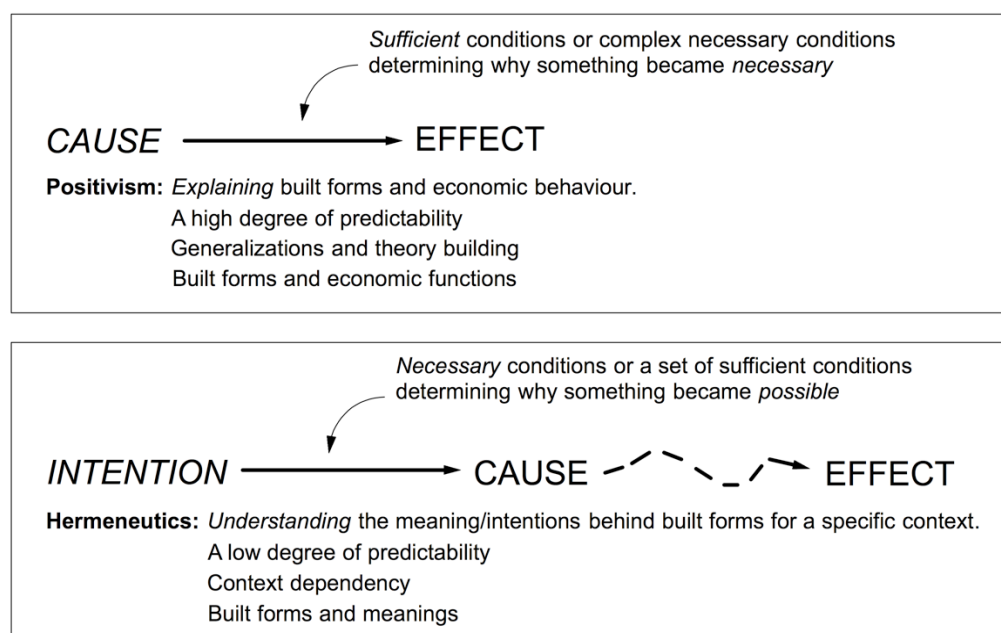 Sufficient conditions or complex necessary conditions
determining why something became necessary
CAUSE EFFECT
Positivism: Explaining built forms and economic behaviour.
A high degree of predictability
Generalizations and theory building
Built forms and economic functions
Necessary conditions or a set of sufficient conditions
determining why something became possible
INTENTION CAUSE EFFECT
Hermeneutics: Understanding the meaning/intentions behind built forms for a specific context.
A low degree of predictability
Context dependency
Built forms and meanings